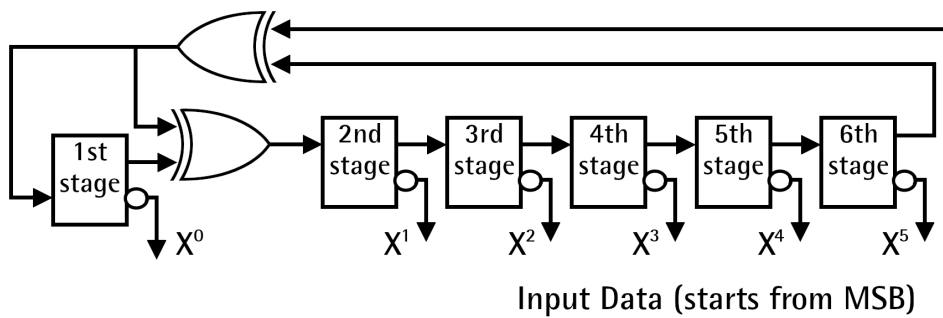 1st
stage
2nd
stage
3rd
stage
4th
stage
5th
stage
6th
stage
X⁰
X¹
X²
X³
X⁴
X⁵
Input Data (starts from MSB)